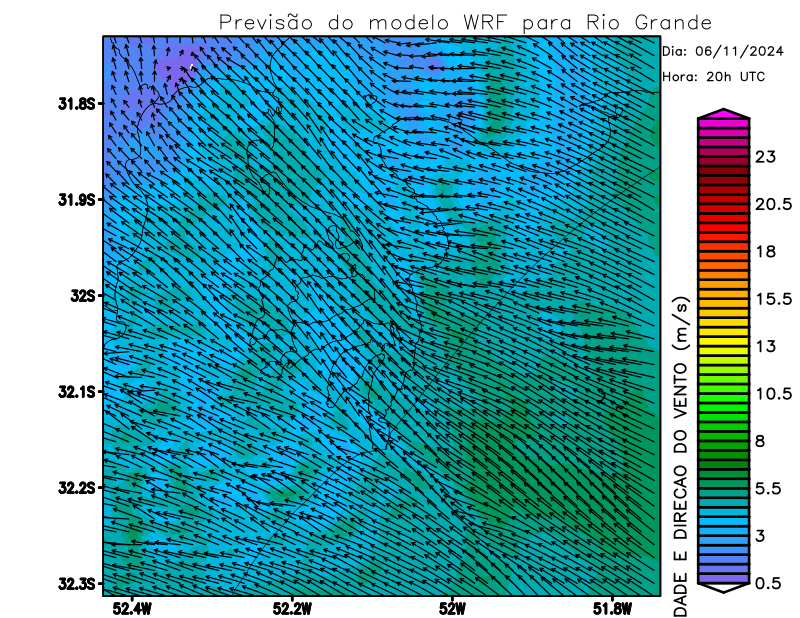 Previsão do modelo WRF para Rio Grande
Dia: 06/11/2024
Hora: 20h UTC
31.8S
31.9S
32S
32.1S
32.2S
32.3S
52.4W
52.2W
52W
51.8W
23
20.5
18
15.5
13
10.5
8
5.5
3
0.5
DADE E DIRECAO DO VENTO (m/s)